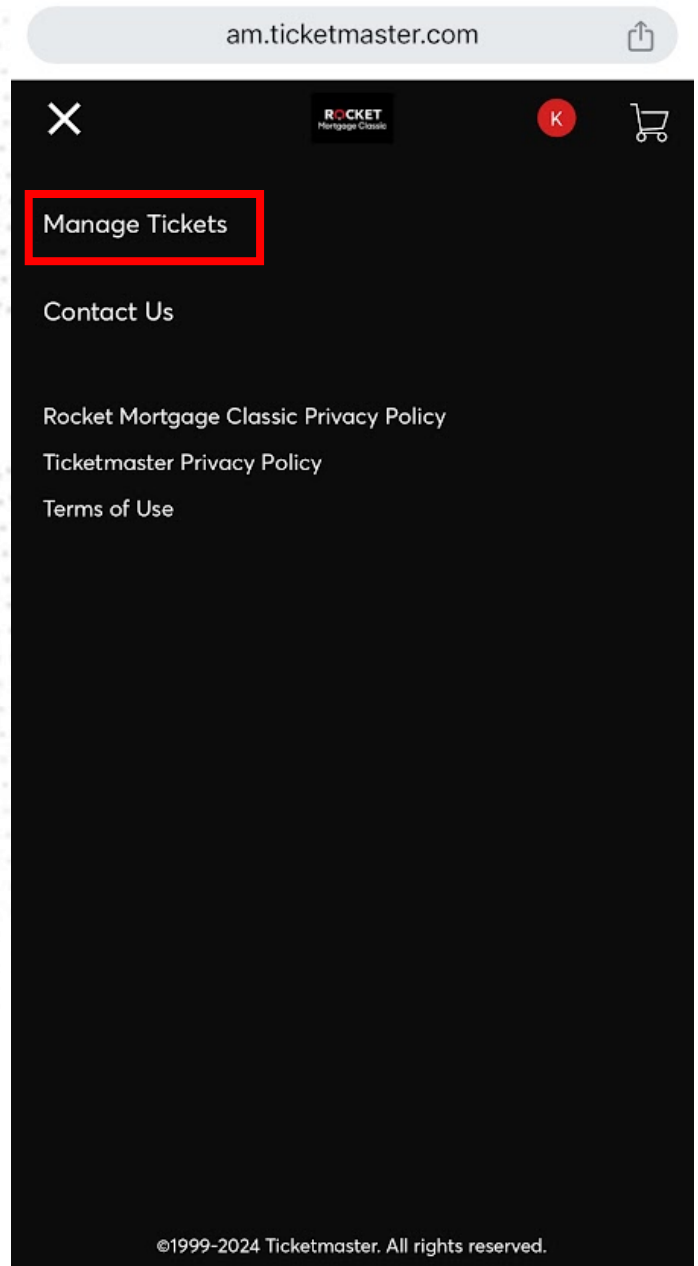 am.ticketmaster.com
ROCKET
Mortgage Classic
K
Manage Tickets
Contact Us
Rocket Mortgage Classic Privacy Policy
Ticketmaster Privacy Policy
Terms of Use
©1999-2024 Ticketmaster. All rights reserved.